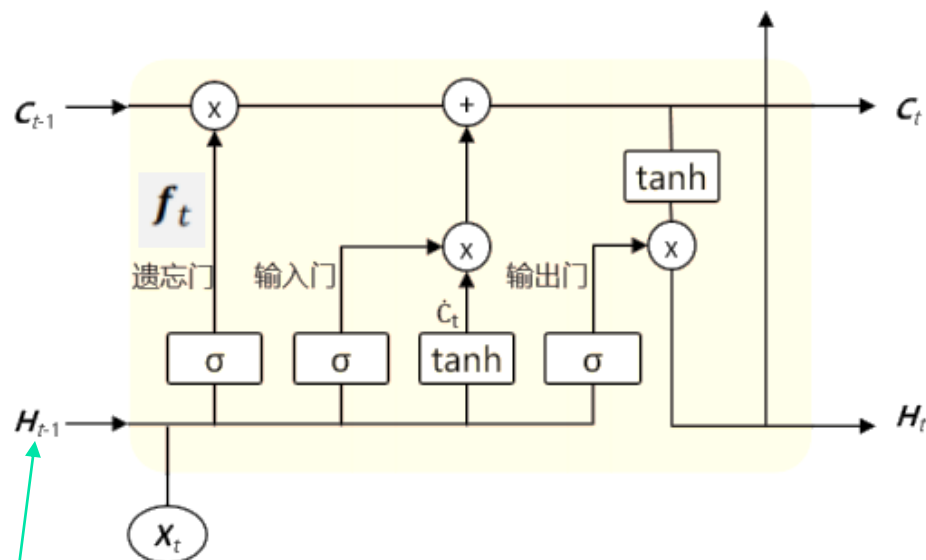 C_{t-1}
x
+
C_t
tanh
f_t
x
x
遗忘门
输入门
输出门
Ċ_t
σ
σ
tanh
σ
H_{t-1}
H_t
X_t